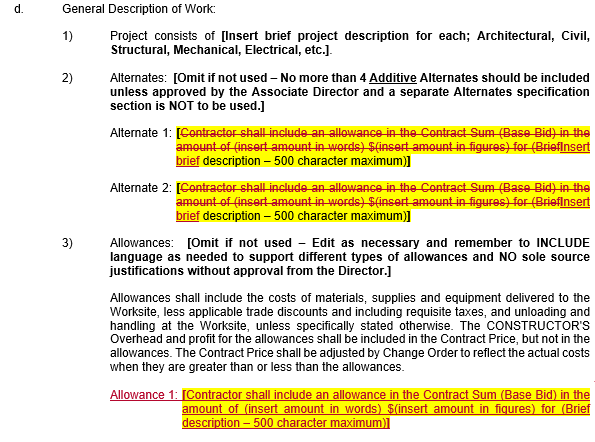 d. General Description of Work:
1) Project consists of [Insert brief project description for each; Architectural, Civil,
Structural, Mechanical, Electrical, etc.].
2) Alternates: [Omit if not used – No more than 4 Additive Alternates should be included
unless approved by the Associate Director and a separate Alternates specification
section is NOT to be used.]
Alternate 1: [Contractor shall include an allowance in the Contract Sum (Base Bid) in the
amount of (insert amount in words) $(insert amount in figures) for (BriefInsert
brief description – 500 character maximum)]
Alternate 2: [Contractor shall include an allowance in the Contract Sum (Base Bid) in the
amount of (insert amount in words) $(insert amount in figures) for (BriefInsert
brief description – 500 character maximum)]
3) Allowances: [Omit if not used – Edit as necessary and remember to INCLUDE
language as needed to support different types of allowances and NO sole source
justifications without approval from the Director.]
Allowances shall include the costs of materials, supplies and equipment delivered to the
Worksite, less applicable trade discounts and including requisite taxes, and unloading and
handling at the Worksite, unless specifically stated otherwise. The CONSTRUCTOR'S
Overhead and profit for the allowances shall be included in the Contract Price, but not in the
allowances. The Contract Price shall be adjusted by Change Order to reflect the actual costs
when they are greater than or less than the allowances.
Allowance 1: [Contractor shall include an allowance in the Contract Sum (Base Bid) in the
amount of (insert amount in words) $(insert amount in figures) for (Brief
description – 500 character maximum)]